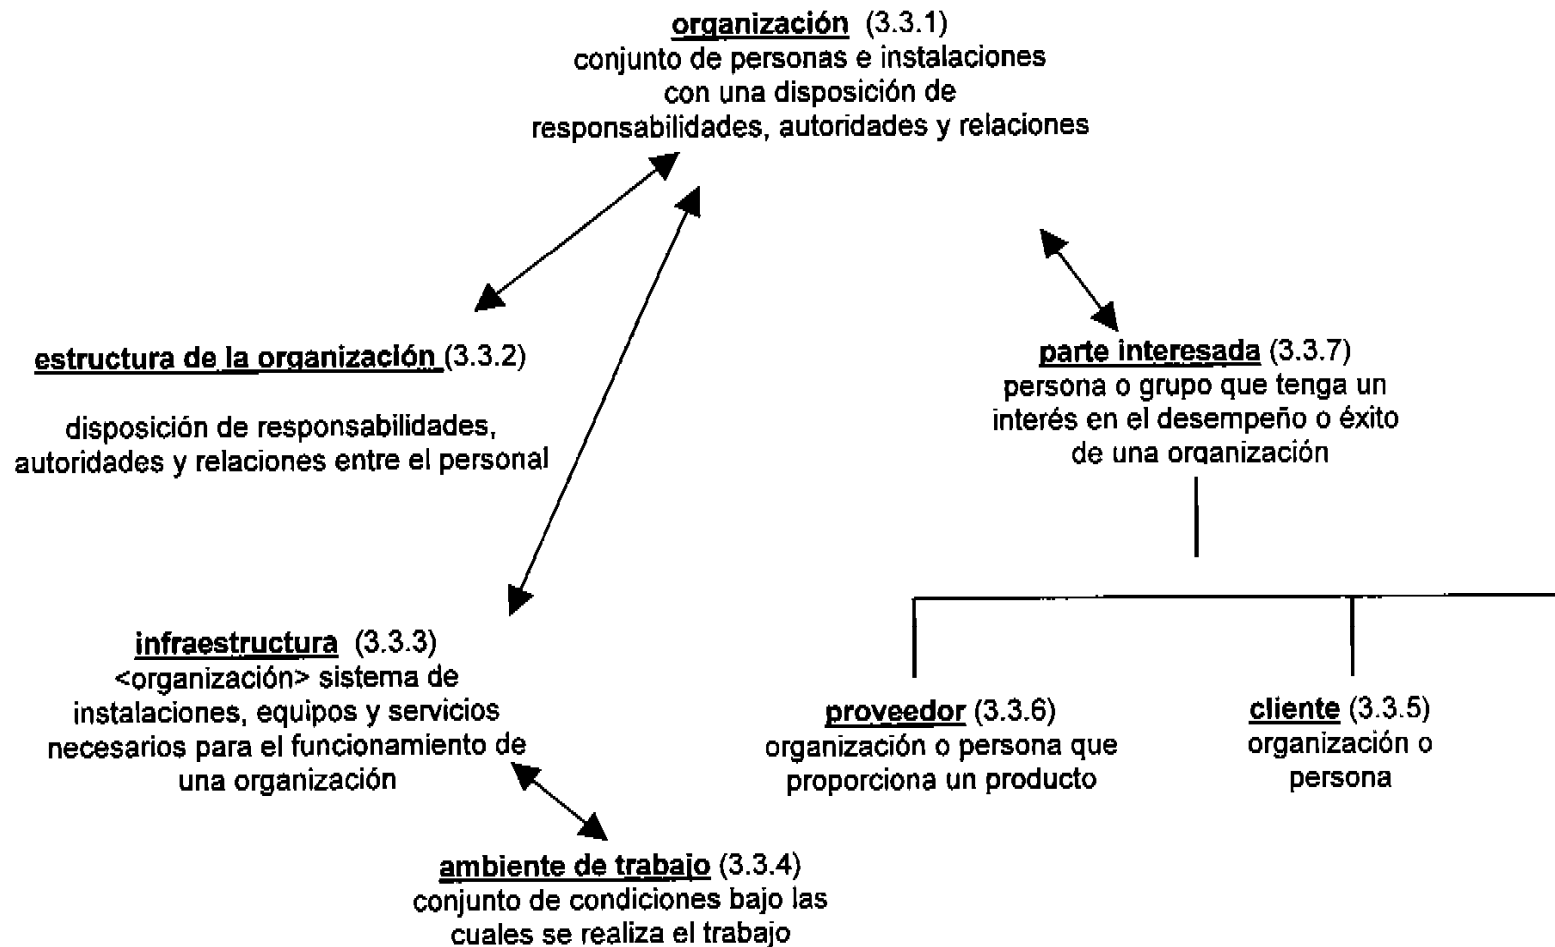 organización (3.3.1)
conjunto de personas e instalaciones
con una disposición de
responsabilidades, autoridades y relaciones
estructura de la organización (3.3.2)
disposición de responsabilidades,
autoridades y relaciones entre el personal
parte interesada (3.3.7)
persona o grupo que tenga un
interés en el desempeño o éxito
de una organización
infraestructura (3.3.3)
<organización> sistema de
instalaciones, equipos y servicios
necesarios para el funcionamiento de
una organización
proveedor (3.3.6)
organización o persona que
proporciona un producto
cliente (3.3.5)
organización o
persona
ambiente de trabajo (3.3.4)
conjunto de condiciones bajo las
cuales se realiza el trabajo